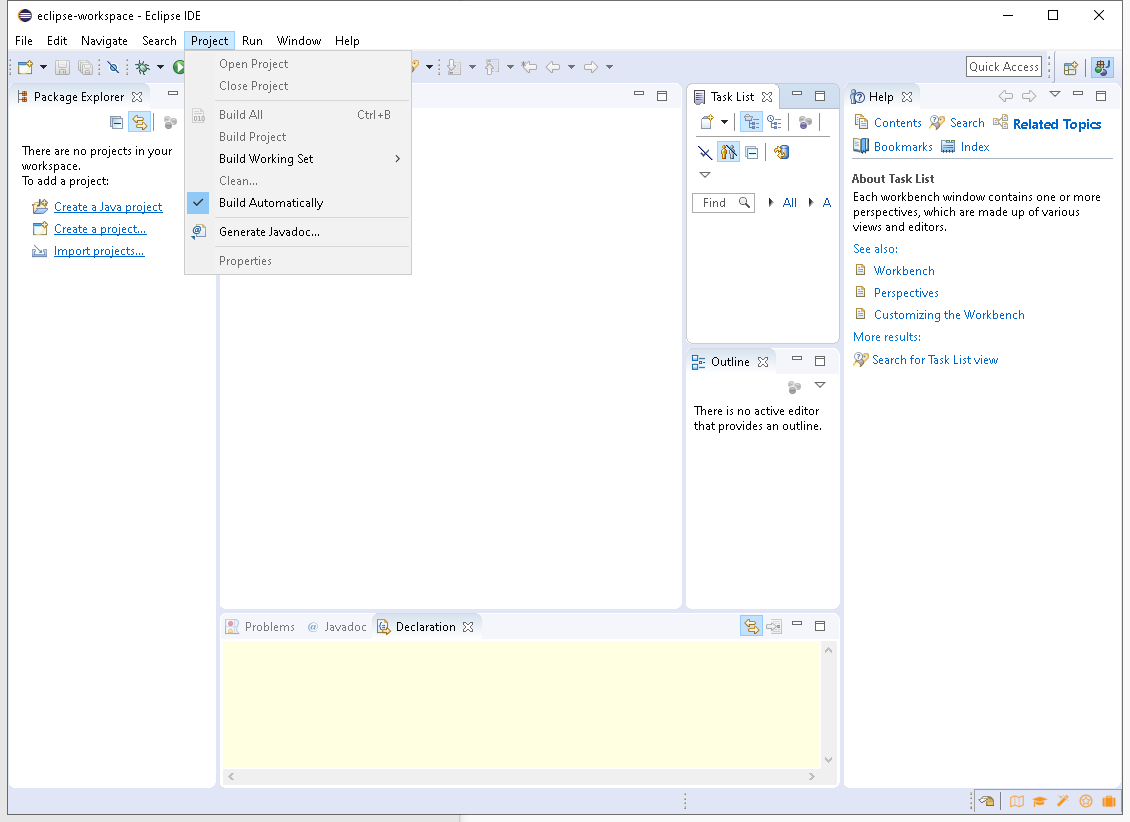 eclipse-workspace - Eclipse IDE
File Edit Navigate Search Project Run Window Help
Quick Access
Open Project
Close Project
Build All Ctrl+B
Build Project
Build Working Set
Clean...
Build Automatically
Generate Javadoc...
Properties
Package Explorer
There are no projects in your
workspace.
To add a project:
Create a Java project
Create a project...
Import projects...
Task List
Find All A
Outline
There is no active editor
that provides an outline.
Help
Contents Search Related Topics
Bookmarks Index
About Task List
Each workbench window contains one or more
perspectives, which are made up of various
views and editors.
See also:
Workbench
Perspectives
Customizing the Workbench
More results:
Search for Task List view
Problems @ Javadoc Declaration